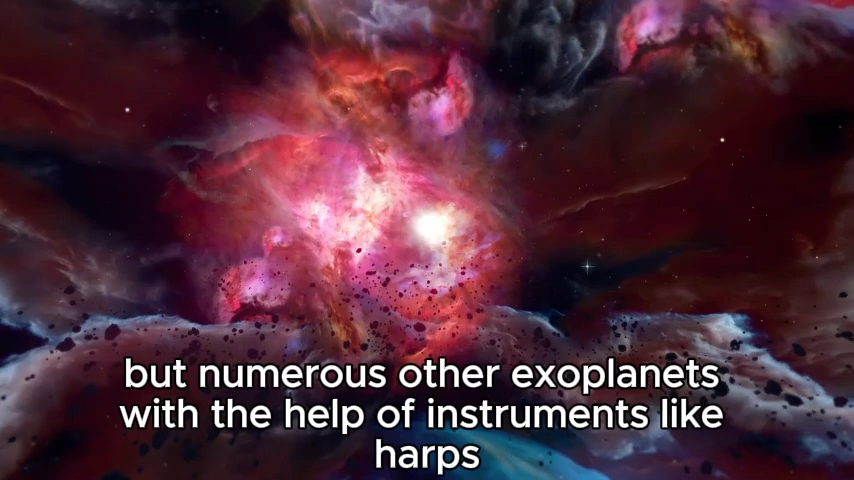 but numerous other exoplanets
with the help of instruments like
harps